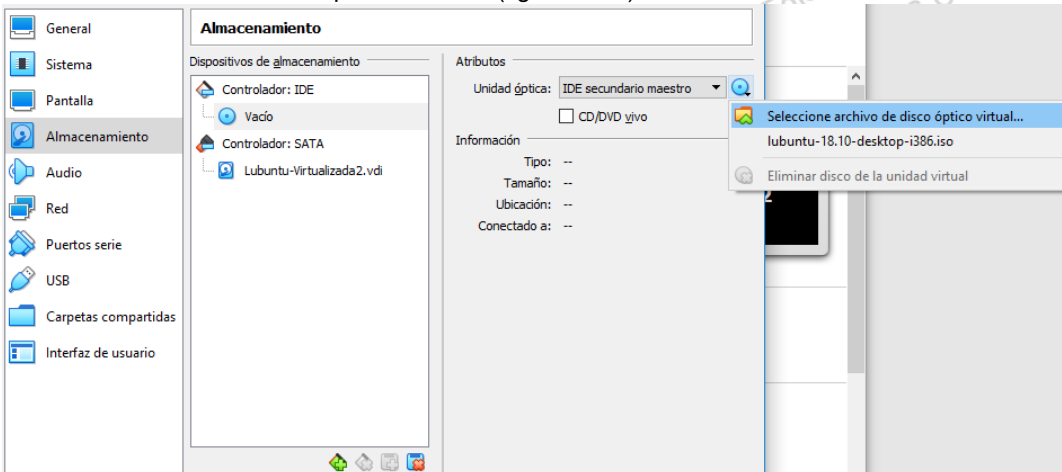 General
Sistema
Pantalla
Almacenamiento
Audio
Red
Puertos serie
USB
Carpetas compartidas
Interfaz de usuario
Almacenamiento
Dispositivos de almacenamiento
Controlador: IDE
Vacío
Controlador: SATA
Lubuntu-Virtualizada2.vdi
Atributos
Unidad óptica: IDE secundario maestro
CD/DVD vivo
Información
Tipo: --
Tamaño: --
Ubicación: --
Conectado a: --
Seleccione archivo de disco óptico virtual...
lubuntu-18.10-desktop-i386.iso
Eliminar disco de la unidad virtual